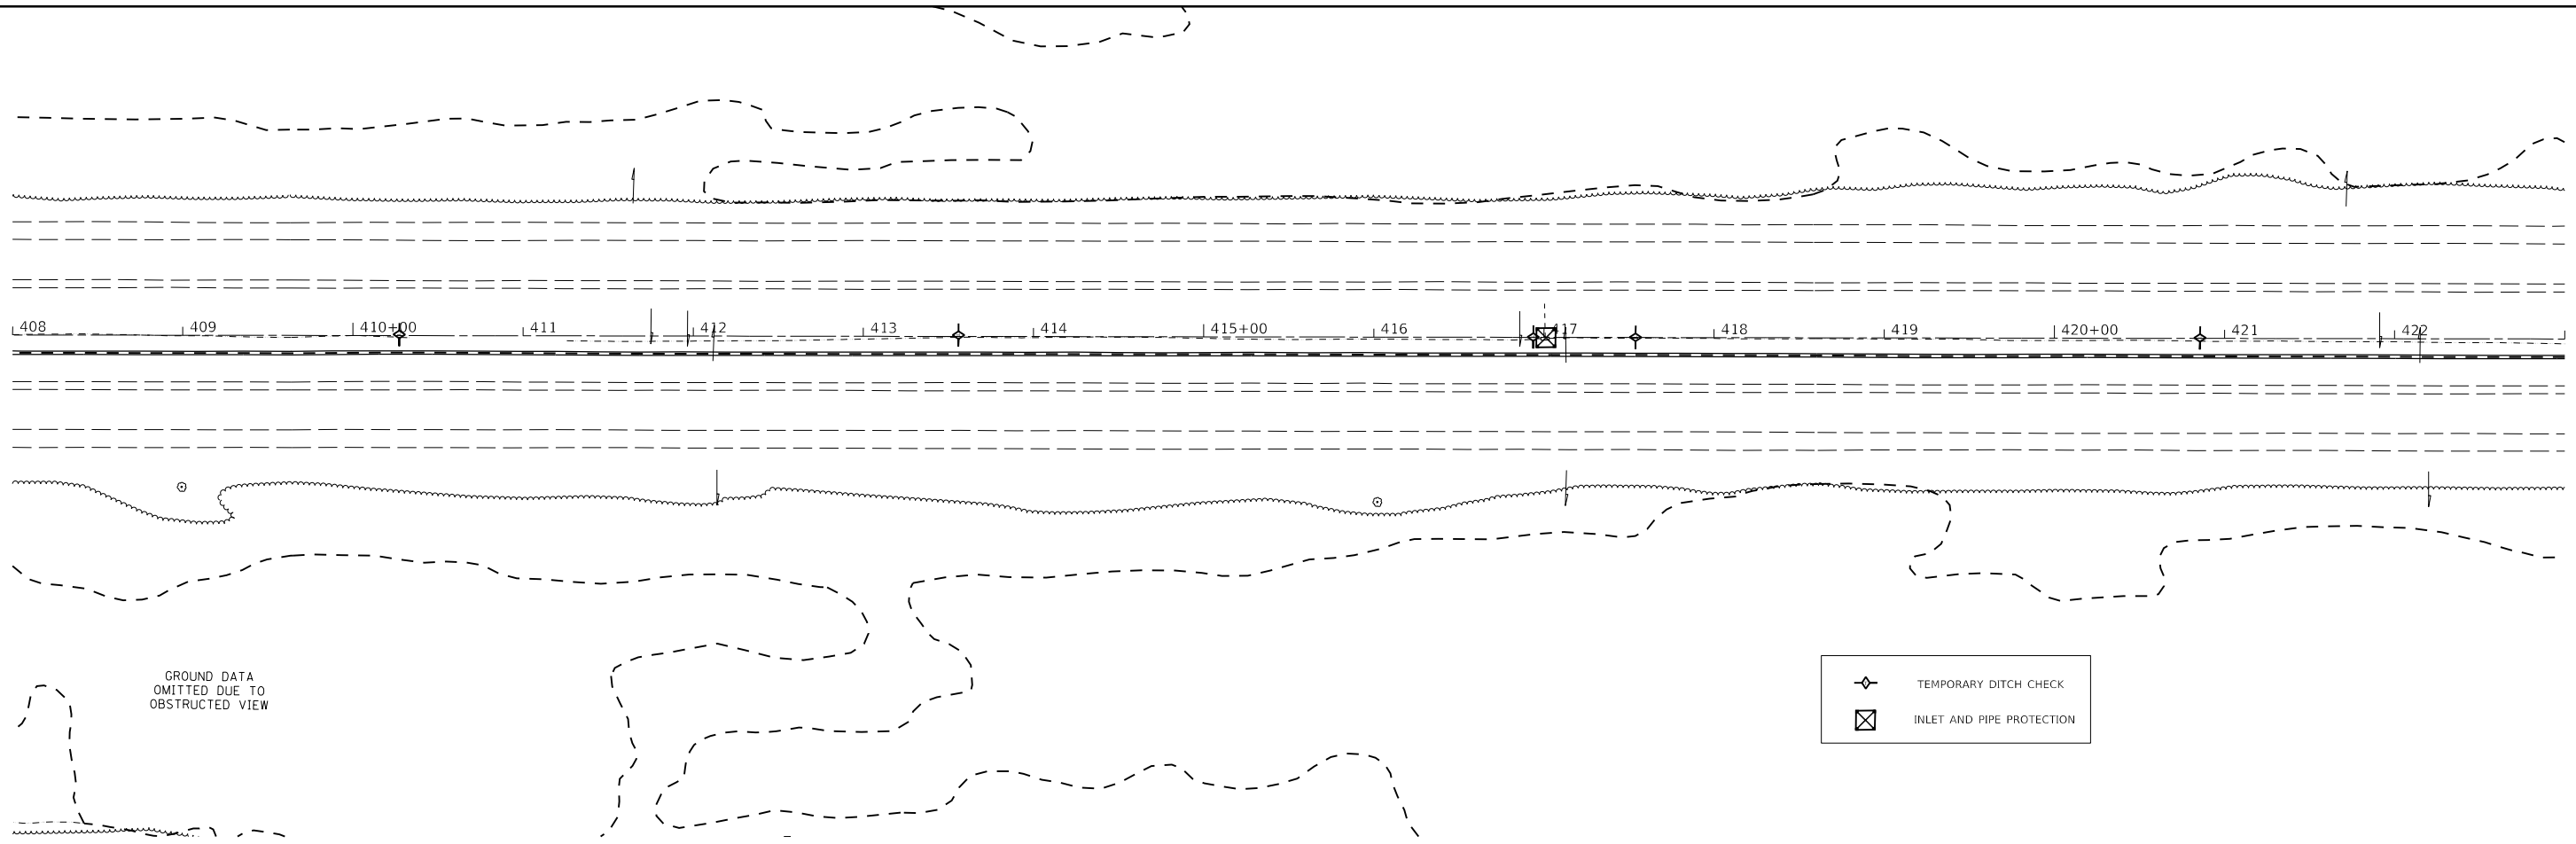 408 409 410+00 411 412 413 414 415+00 416 417 418 419 420+00 421 422
GROUND DATA
OMITTED DUE TO
OBSTRUCTED VIEW
TEMPORARY DITCH CHECK
INLET AND PIPE PROTECTION